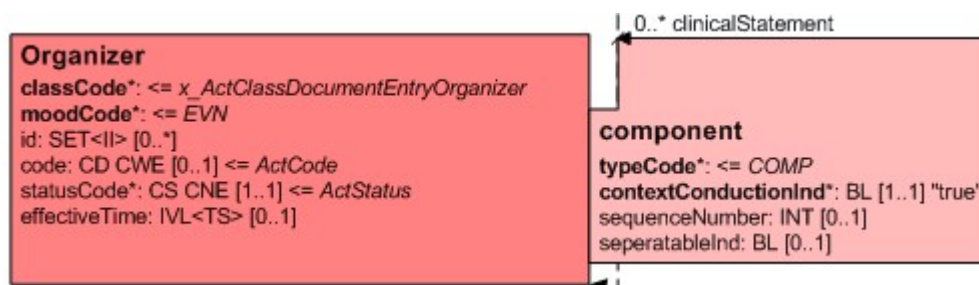 0..* clinicalStatement
Organizer
classCode*: <= x_ActClassDocumentEntryOrganizer
moodCode*: <= EVN
id: SET<II> [0..*]
code: CD CWE [0..1] <= ActCode
statusCode*: CS CNE [1..1] <= ActStatus
effectiveTime: IVL<TS> [0..1]
component
typeCode*: <= COMP
contextConductionInd*: BL [1..1] "true"
sequenceNumber: INT [0..1]
seperatableInd: BL [0..1]